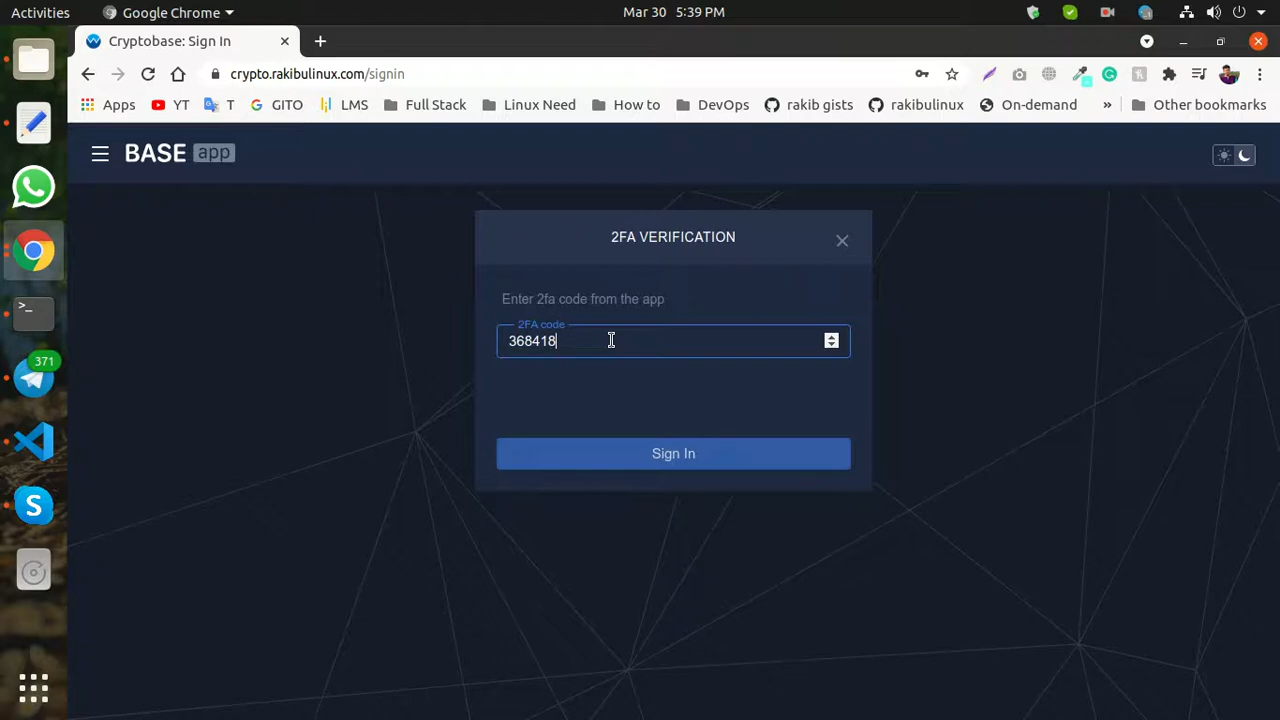 Activities
Google Chrome
Mar 30 5:39 PM
Cryptobase: Sign In
crypto.rakibulinux.com/signin
Apps
YT
T
GITO
LMS
Full Stack
Linux Need
How to
DevOps
rakib gists
rakibulinux
On-demand
»
Other bookmarks
BASE app
2FA VERIFICATION
Enter 2fa code from the app
2FA code
368418
Sign In
371